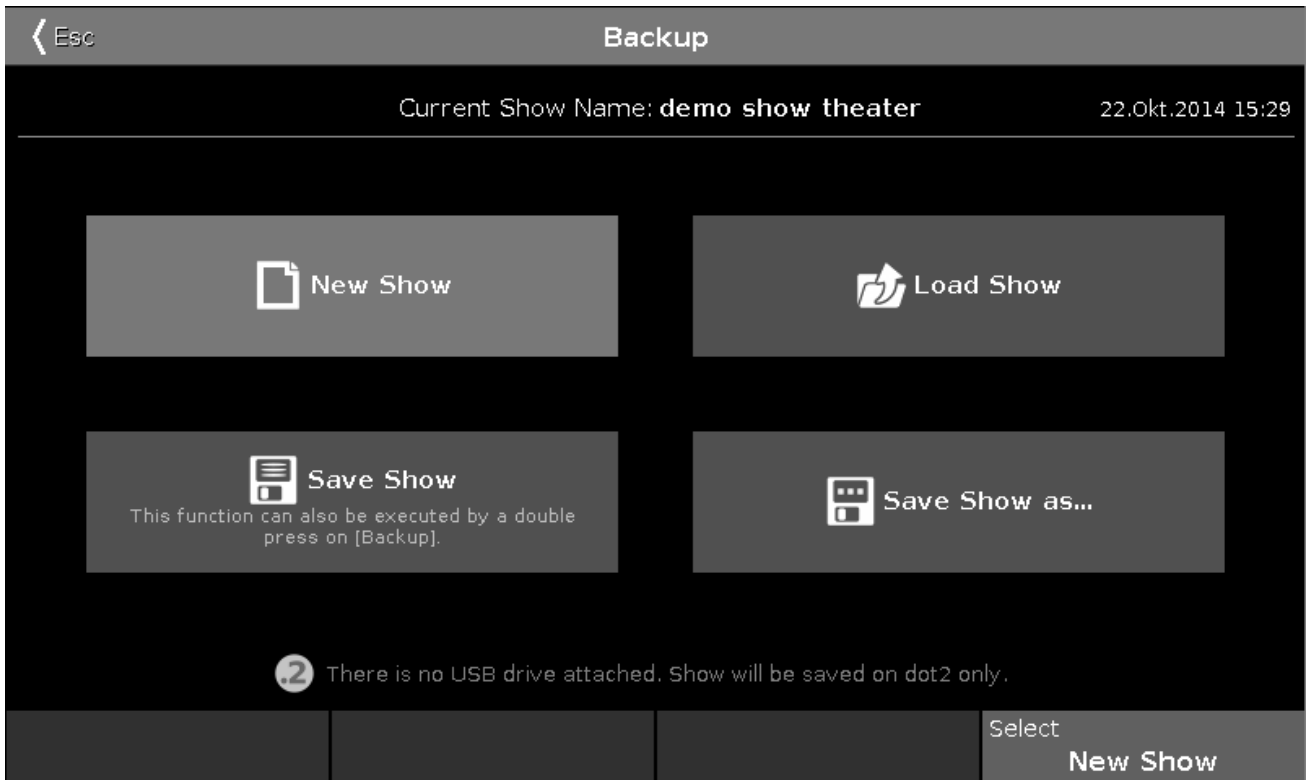 Esc
Backup
Current Show Name: demo show theater
22.Okt.2014 15:29
New Show
Load Show
Save Show
This function can also be executed by a double
press on [Backup].
Save Show as...
.2 There is no USB drive attached. Show will be saved on dot2 only.
Select
New Show